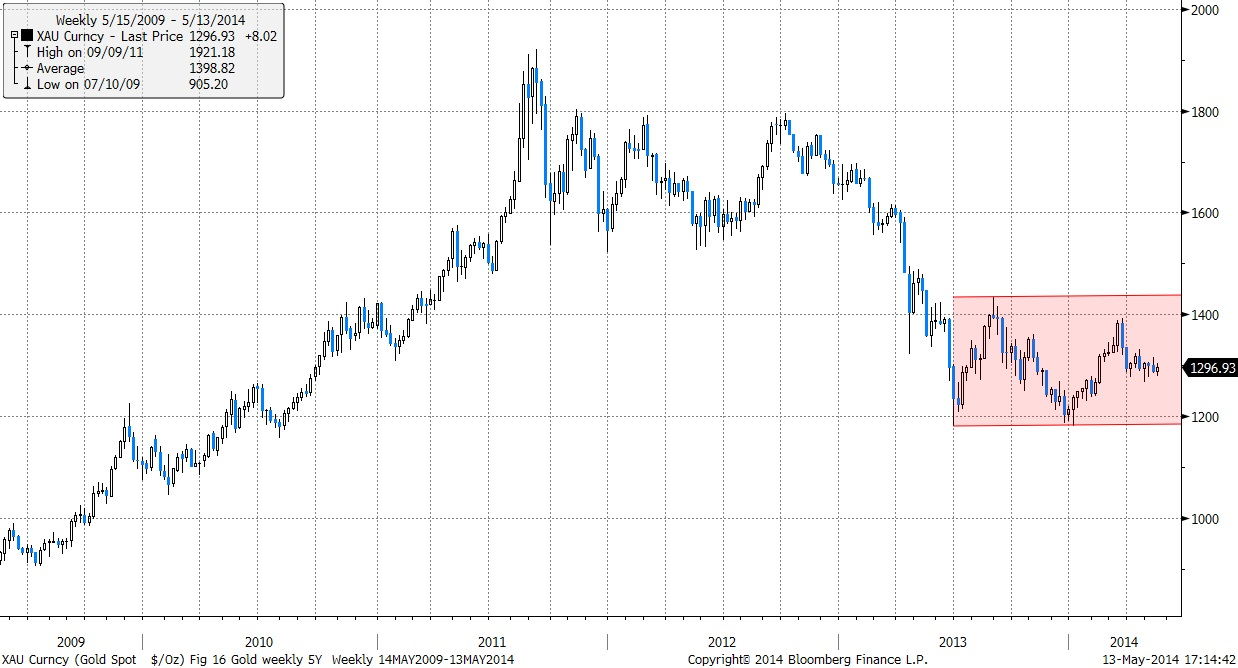 Weekly 5/15/2009 - 5/13/2014
XAU Curncy - Last Price 1296.93 +8.02
High on 09/09/11 1921.18
Average 1398.82
Low on 07/10/09 905.20
2000
1800
1600
1400
1296.93
1200
1000
2009 2010 2011 2012 2013 2014
XAU Curncy (Gold Spot $/Oz) Fig 16 Gold weekly 5Y Weekly 14MAY2009-13MAY2014 Copyright© 2014 Bloomberg Finance L.P. 13-May-2014 17:14:42